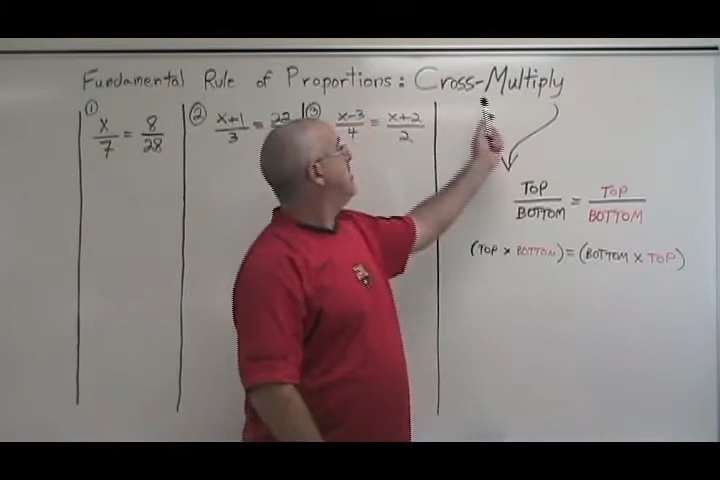 Fundamental Rule of Proportions: Cross-Multiply
① x/7 = 8/28
② x+1/3 = 22
③ x-3/4 = x+2/2
TOP/BOTTOM = TOP/BOTTOM
(TOP x BOTTOM) = (BOTTOM x TOP)